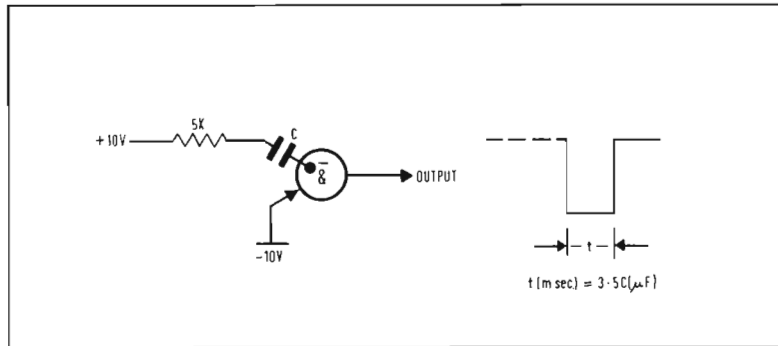 5K
+10V
C
&
OUTPUT
-10V
t
t (m sec.) = 3·5C(μF)